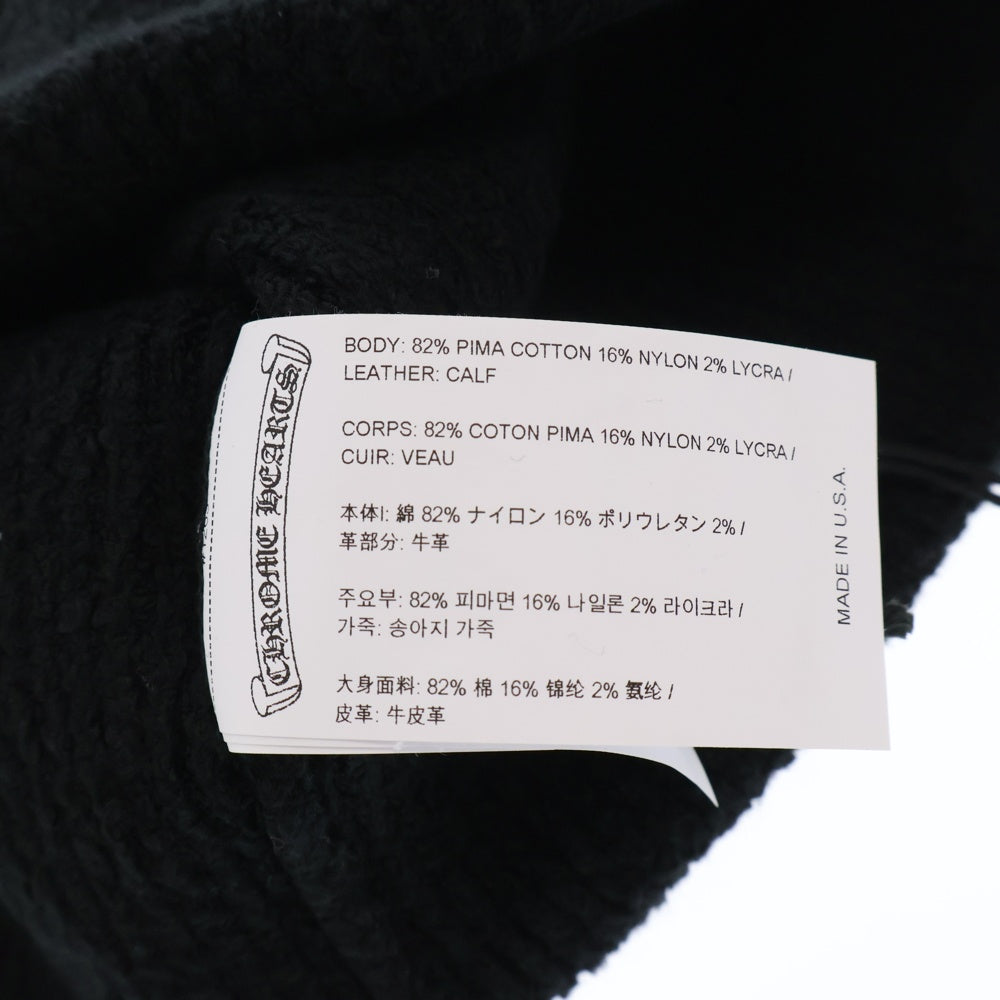 CHROME HEARTS
BODY: 82% PIMA COTTON 16% NYLON 2% LYCRA /
LEATHER: CALF
CORPS: 82% COTON PIMA 16% NYLON 2% LYCRA /
CUIR: VEAU
本体I: 綿 82% ナイロン 16% ポリウレタン 2% /
革部分: 牛革
주요부: 82% 피마면 16% 나일론 2% 라이크라 /
가죽: 송아지 가죽
大身面料: 82% 棉 16% 锦纶 2% 氨纶 /
皮革: 牛皮革
MADE IN U.S.A.